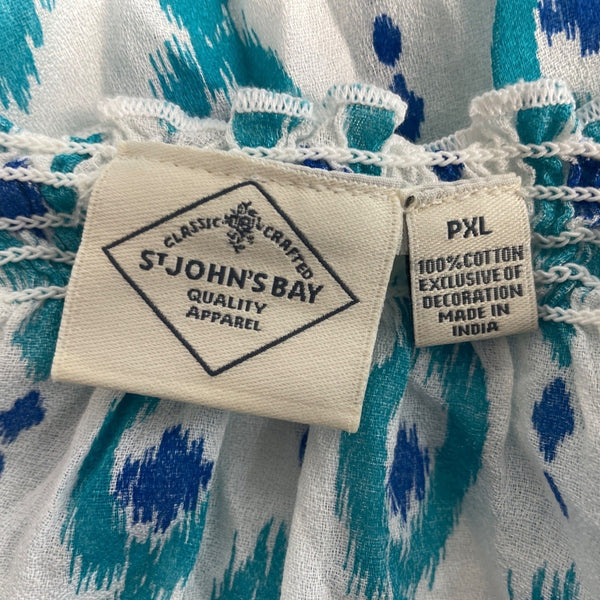 CLASSIC CRAFTED
ST JOHN'S BAY
QUALITY
APPAREL
PXL
100% COTTON
EXCLUSIVE OF
DECORATION
MADE IN
INDIA